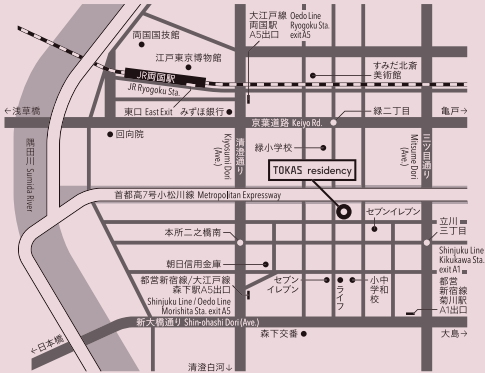 大江戸線 Oedo Line
両国駅 Ryogoku Sta.
A5出口 exit A5
両国国技館
江戸東京博物館
すみだ北斎
美術館
JR両国駅
JR Ryogoku Sta.
←浅草橋
東口 East Exit
みずほ銀行
緑二丁目
亀戸→
京葉道路 Keiyo Rd.
回向院
隅田川 Sumida River
清澄通り
Kiyosumi Dori
(Ave.)
緑小学校
三ツ目通り
Mitsume Dori
(Ave.)
TOKAS residency
首都高7号小松川線 Metropolitan Expressway
セブンイレブン
立川
三丁目
本所二之橋南
Shinjuku Line
Kikukawa Sta.
exit A1
都営
新宿線
菊川駅
A1出口
朝日信用金庫
都営新宿線/大江戸線
森下駅A5出口
Shinjuku Line / Oedo Line
Morishita Sta. exit A5
セブン
イレブン
ライフ
小中
学和
校
新大橋通り Shin-ohashi Dori (Ave.)
←日本橋
森下交番
大島→
清澄白河↓